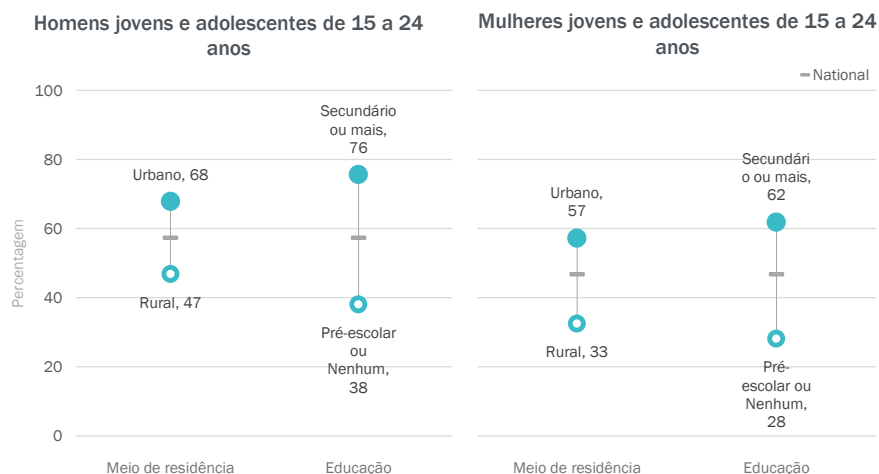 Homens jovens e adolescentes de 15 a 24
anos
Percentagem
100
80
60
40
20
0
Urbano, 68
Rural, 47
Secundário
ou mais,
76
Pré-escolar
ou
Nenhum,
38
Meio de residência
Educação
Mulheres jovens e adolescentes de 15 a 24
anos
National
Urbano,
57
Rural, 33
Secundári
o ou mais,
62
Pré-
escolar ou
Nenhum,
28
Meio de residência
Educação